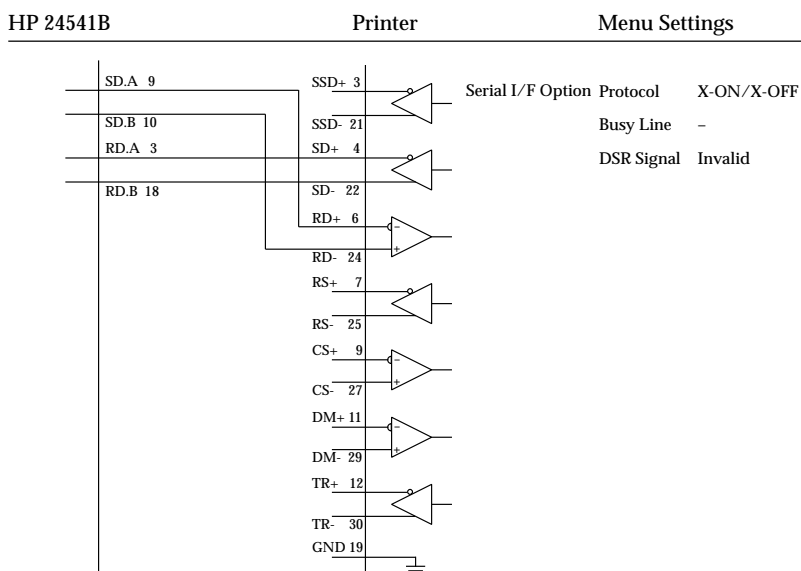 HP 24541B Printer Menu Settings
SD.A 9
SSD+ 3
Serial I/F Option Protocol X-ON/X-OFF
SD.B 10
SSD- 21
Busy Line –
RD.A 3
SD+ 4
DSR Signal Invalid
RD.B 18
SD- 22
RD+ 6
–
+
RD- 24
RS+ 7
RS- 25
CS+ 9
–
+
CS- 27
DM+ 11
–
+
DM- 29
TR+ 12
TR- 30
GND 19